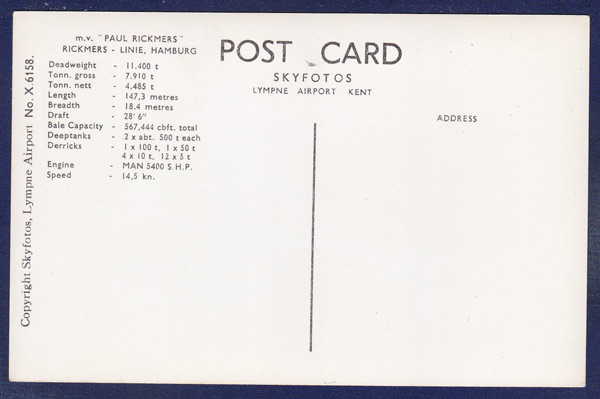 m.v. "PAUL RICKMERS"
RICKMERS - LINIE, HAMBURG
Deadweight - 11.400 t
Tonn. gross - 7.910 t
Tonn. nett - 4.485 t
Length - 147,3 metres
Breadth - 18.4 metres
Draft - 28' 6"
Bale Capacity - 567,444 cbft. total
Deeptanks - 2 x abt. 500 t each
Derricks - 1 x 100 t, 1 x 50 t
4 x 10 t, 12 x 5 t
Engine - MAN 5400 S.H.P.
Speed - 14,5 kn.
POST CARD
SKYFOTOS
LYMPNE AIRPORT KENT
ADDRESS
Copyright Skyfotos, Lympne Airport No. X.6158.